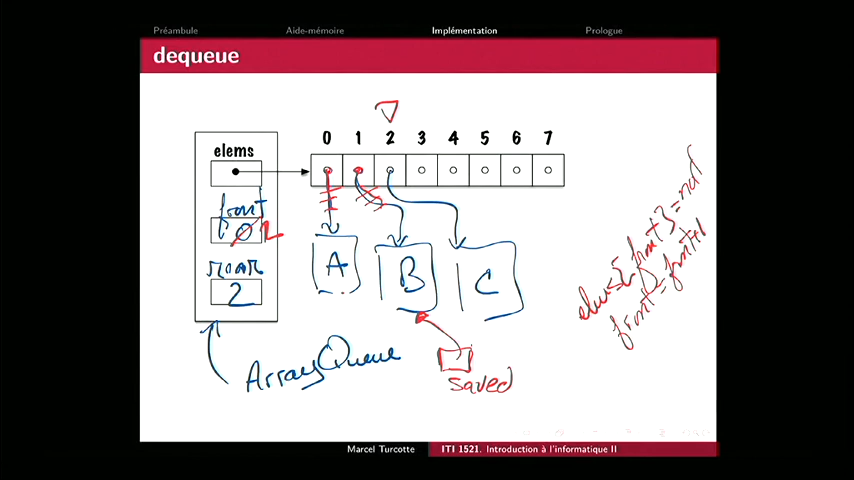 Préambule Aide-mémoire Implémentation Prologue
dequeue
0 1 2 3 4 5 6 7
elems
front
0 2
rear
2
A B C
elems[front] = null
front = front+1
ArrayQueue
saved
Marcel Turcotte ITI 1521. Introduction à l'informatique II